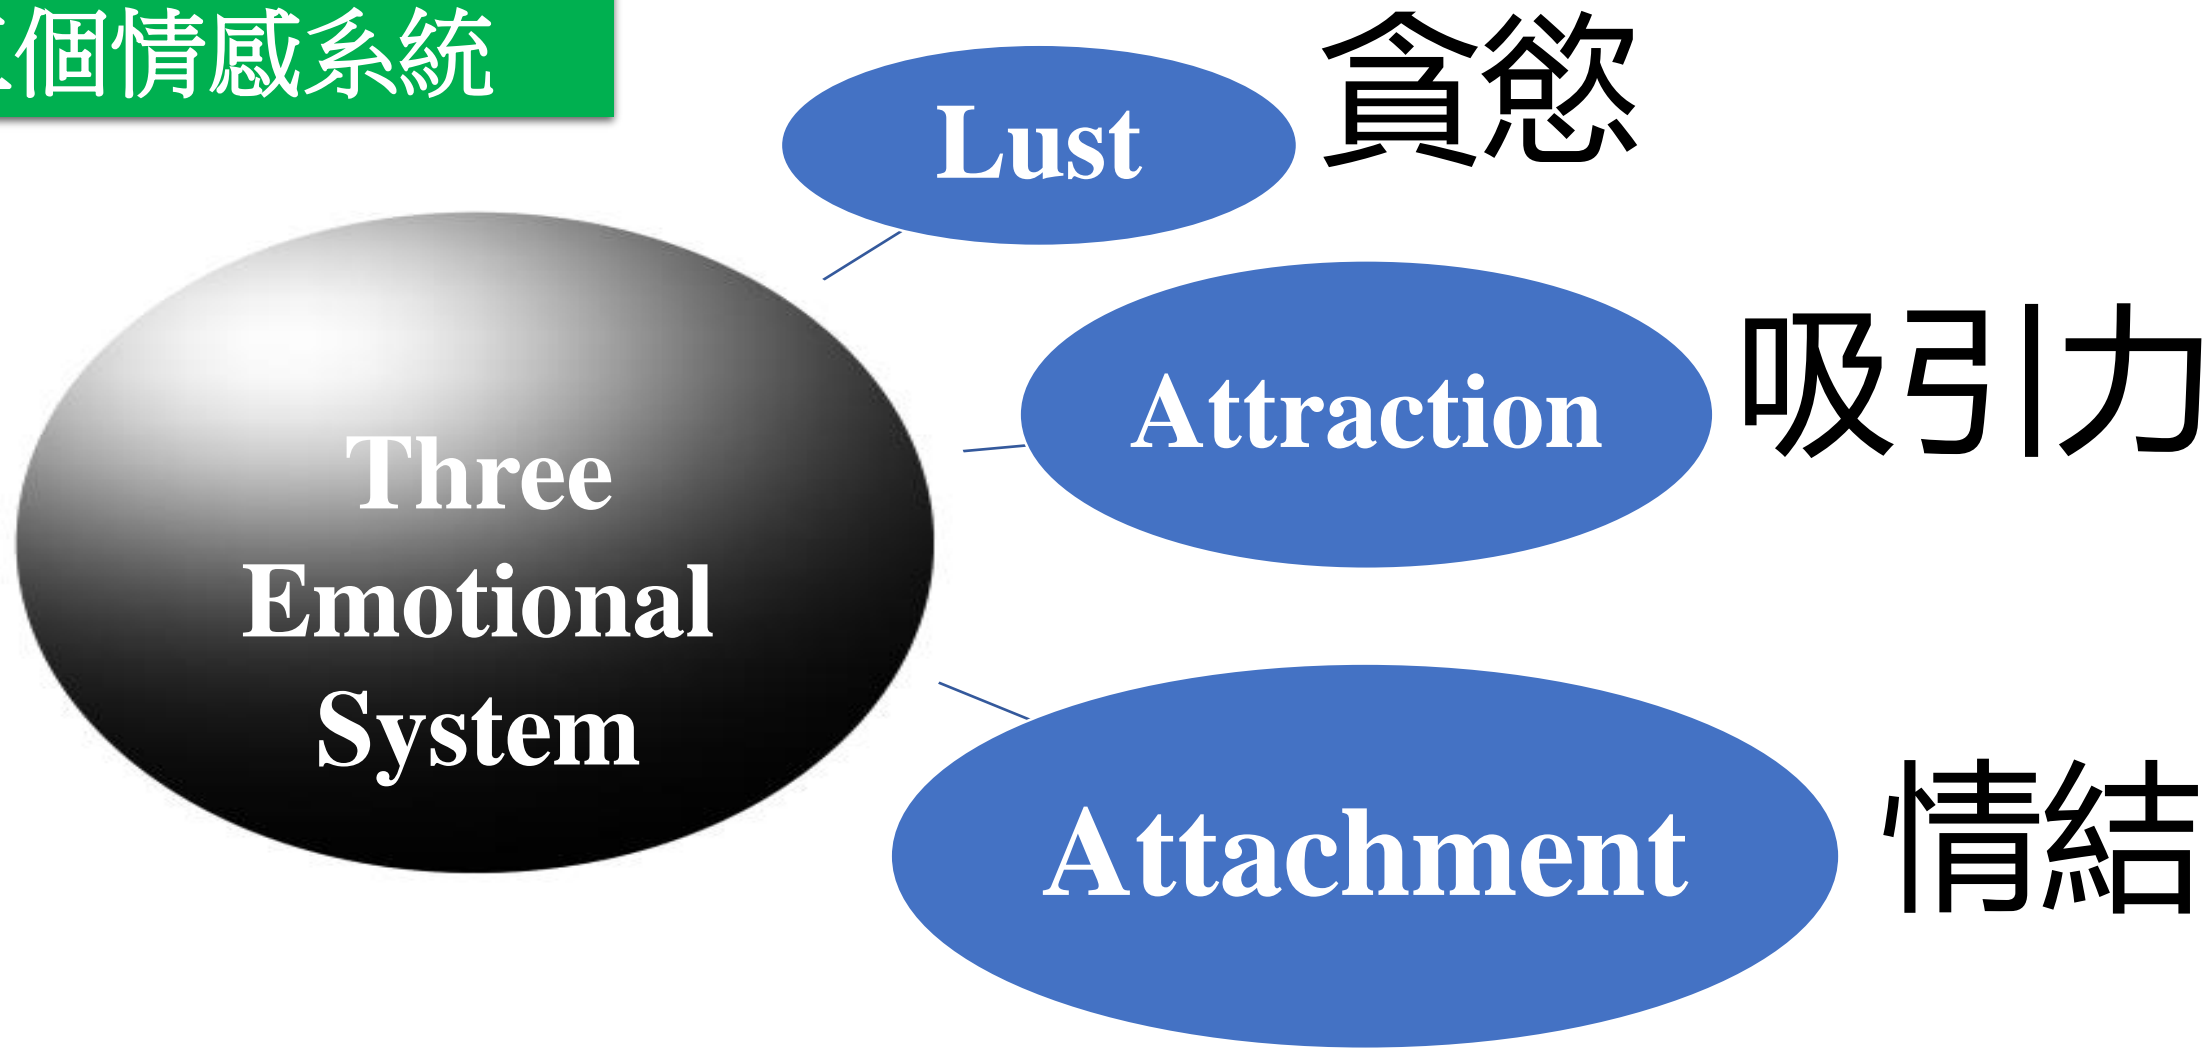 個情感系統
Lust
貪慾
Attraction
吸引力
Three
Emotional
System
Attachment
情結